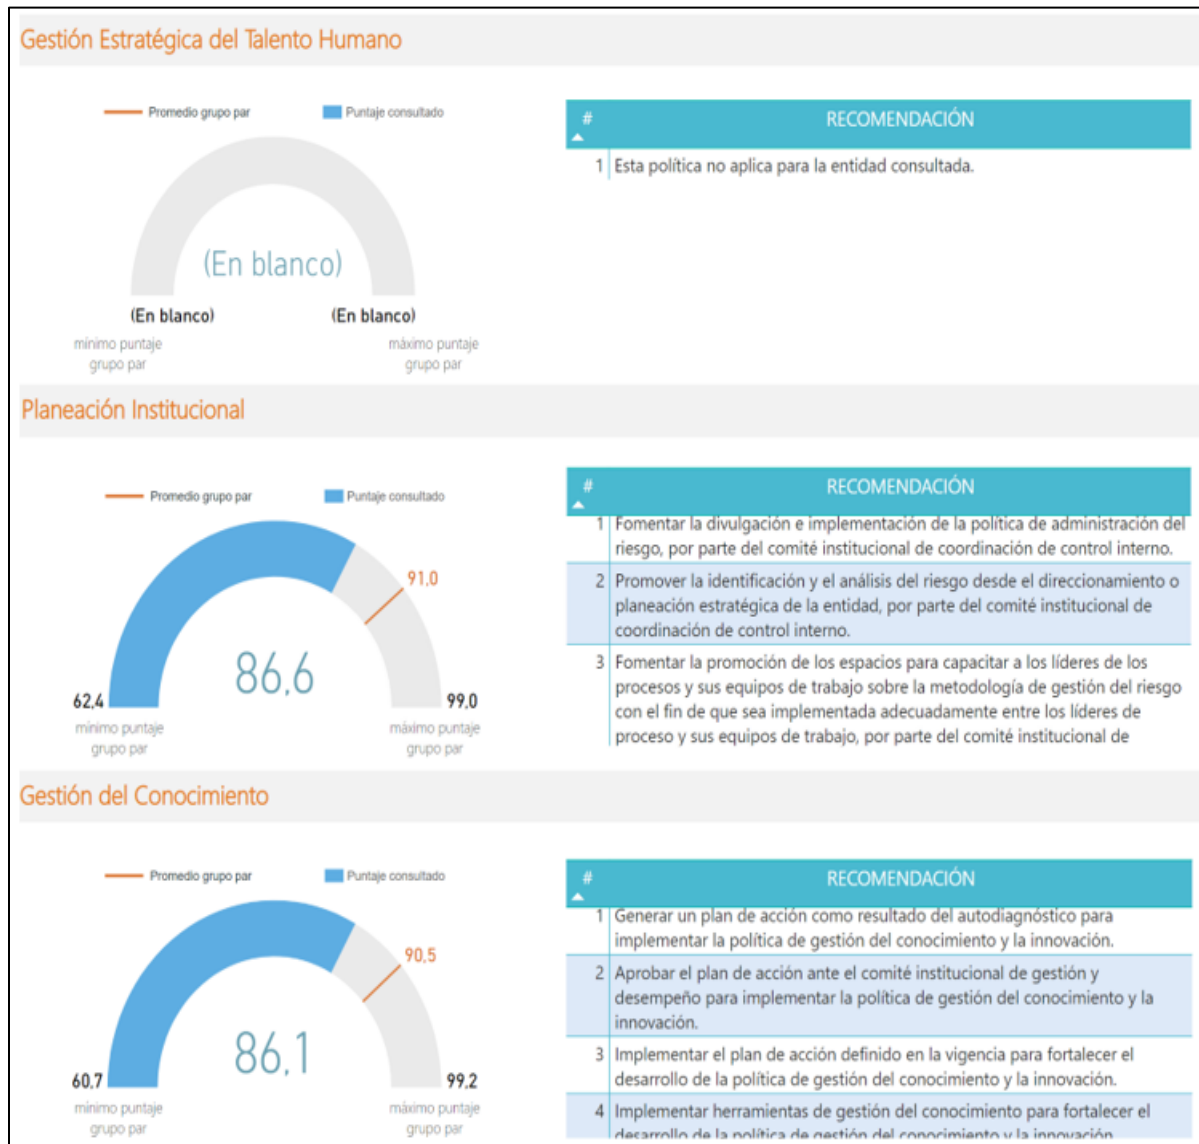 Gestión Estratégica del Talento Humano
Promedio grupo par
Puntaje consultado
(En blanco)
(En blanco)
(En blanco)
mínimo puntaje
grupo par
máximo puntaje
grupo par
#
RECOMENDACIÓN
1 Esta política no aplica para la entidad consultada.
Planeación Institucional
Promedio grupo par
Puntaje consultado
91,0
86,6
62,4
99,0
mínimo puntaje
grupo par
máximo puntaje
grupo par
#
RECOMENDACIÓN
1 Fomentar la divulgación e implementación de la política de administración del
riesgo, por parte del comité institucional de coordinación de control interno.
2 Promover la identificación y el análisis del riesgo desde el direccionamiento o
planeación estratégica de la entidad, por parte del comité institucional de
coordinación de control interno.
3 Fomentar la promoción de los espacios para capacitar a los líderes de los
procesos y sus equipos de trabajo sobre la metodología de gestión del riesgo
con el fin de que sea implementada adecuadamente entre los líderes de
proceso y sus equipos de trabajo, por parte del comité institucional de
Gestión del Conocimiento
Promedio grupo par
Puntaje consultado
90,5
86,1
60,7
99,2
mínimo puntaje
grupo par
máximo puntaje
grupo par
#
RECOMENDACIÓN
1 Generar un plan de acción como resultado del autodiagnóstico para
implementar la política de gestión del conocimiento y la innovación.
2 Aprobar el plan de acción ante el comité institucional de gestión y
desempeño para implementar la política de gestión del conocimiento y la
innovación.
3 Implementar el plan de acción definido en la vigencia para fortalecer el
desarrollo de la política de gestión del conocimiento y la innovación.
4 Implementar herramientas de gestión del conocimiento para fortalecer el
desarrollo de la política de gestión del conocimiento y la innovación